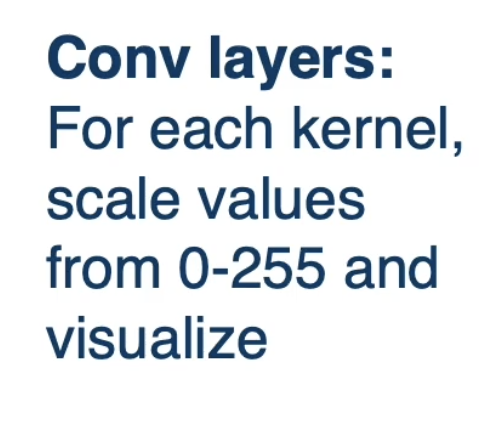 Conv layers:
For each kernel,
scale values
from 0-255 and
visualize